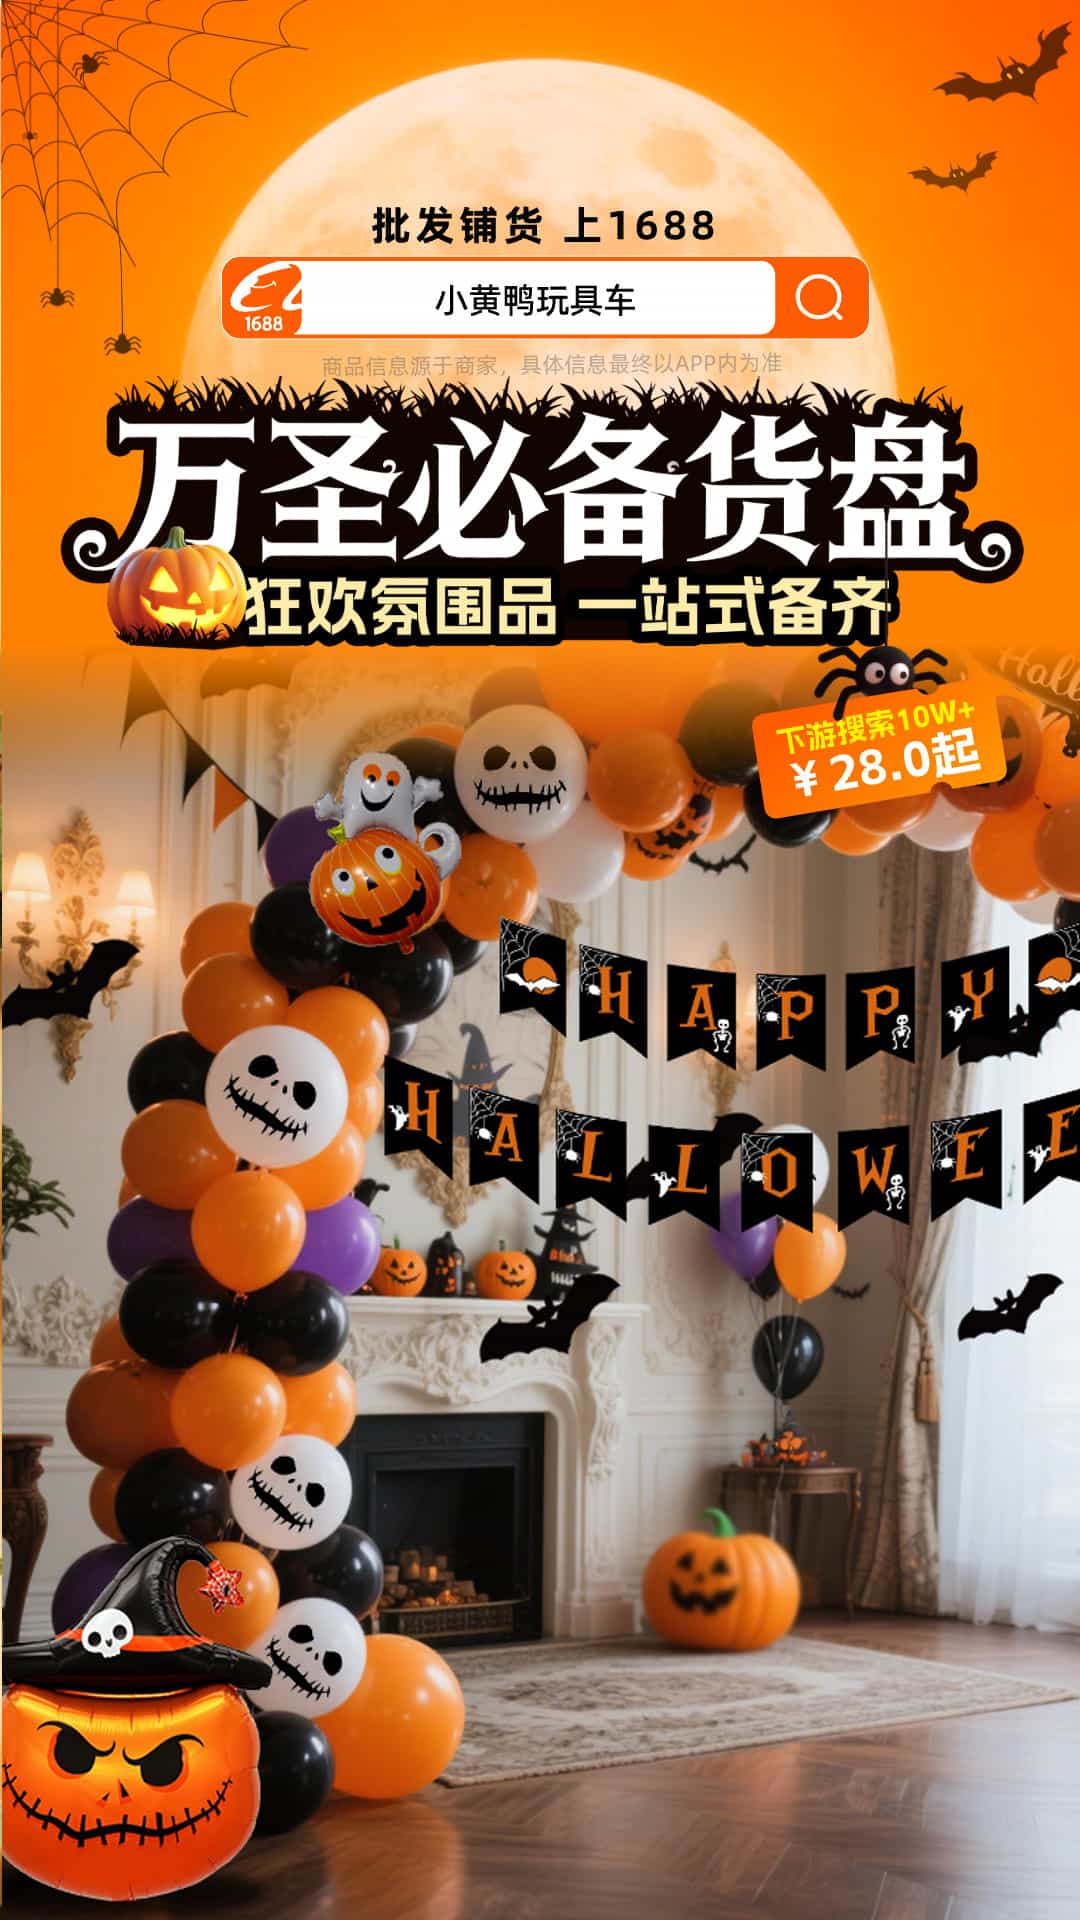 批发铺货 上1688
1688
小黄鸭玩具车
商品信息源于商家，具体信息最终以APP内为准
万圣必备货盘
狂欢氛围品 一站式备齐
下游搜索10W+
¥ 28.0起
HAPPY
HALLOWEE